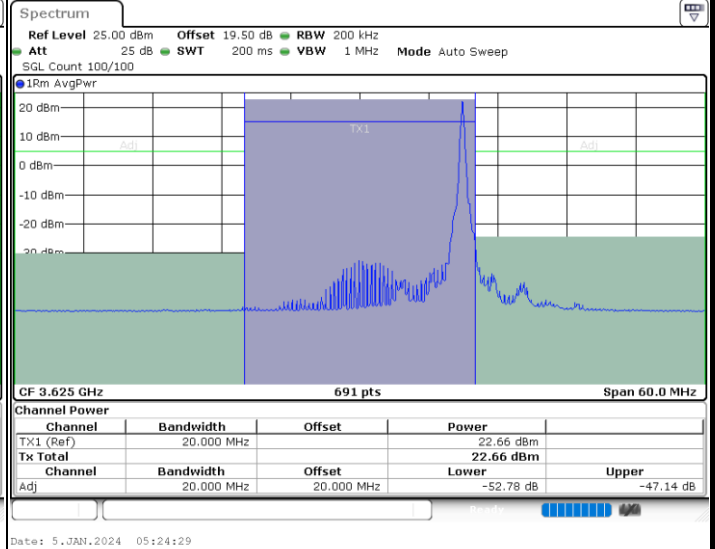 Spectrum
Ref Level 25.00 dBm Offset 19.50 dB RBW 200 kHz
Att 25 dB SWT 200 ms VBW 1 MHz Mode Auto Sweep
SGL Count 100/100
1Rm AvgPwr
20 dBm
TX1
10 dBm
Adj Adj
0 dBm
-10 dBm
-20 dBm
-30 dBm
CF 3.625 GHz 691 pts Span 60.0 MHz
Channel Power
Channel Bandwidth Offset Power
TX1 (Ref) 20.000 MHz 22.66 dBm
Tx Total 22.66 dBm
Channel Bandwidth Offset Lower Upper
Adj 20.000 MHz 20.000 MHz -52.78 dB -47.14 dB
Ready
Date: 5.JAN.2024 05:24:29